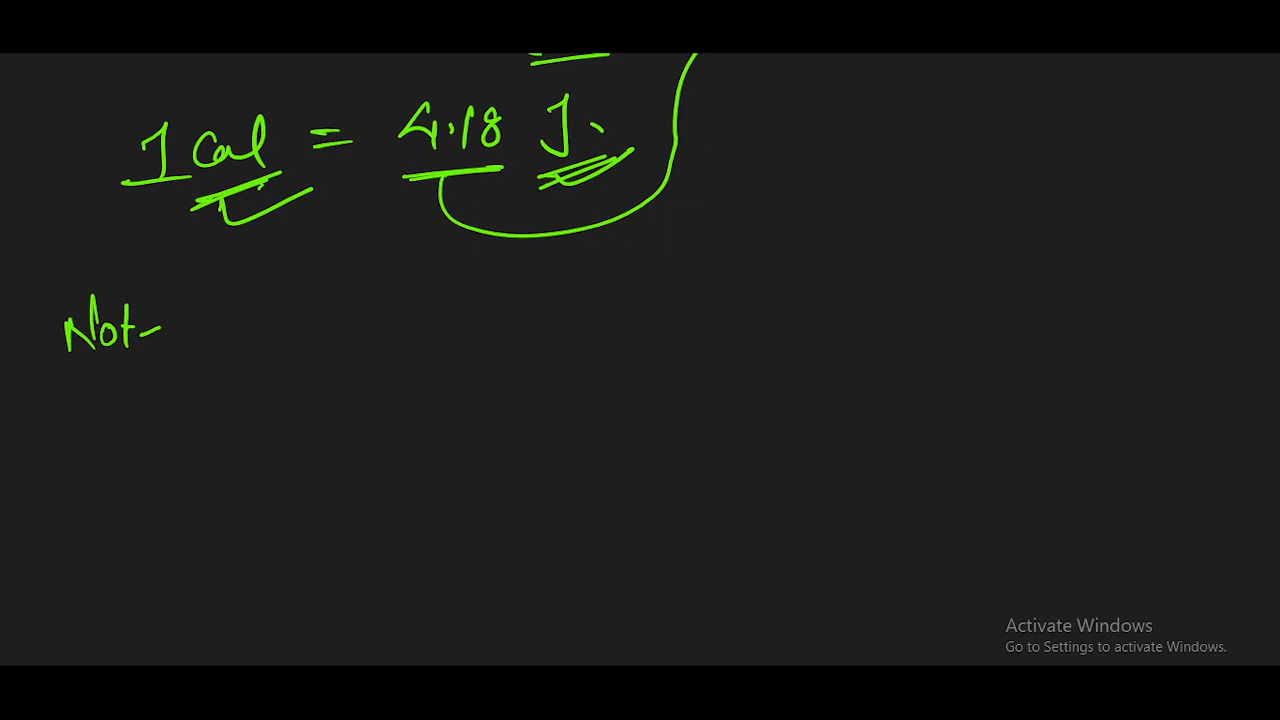 1 Cal = 4.18 J.
Not-
Activate Windows
Go to Settings to activate Windows.